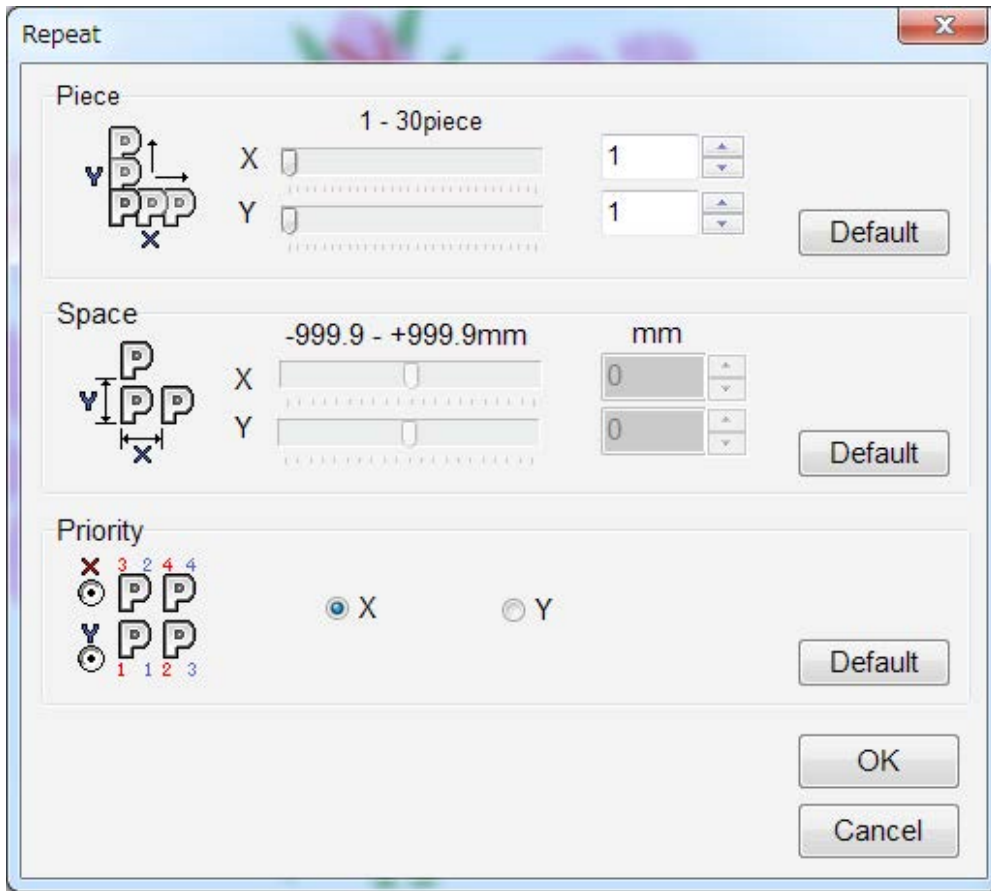 Repeat
Piece
1 - 30piece
P
P
PPP
Y
X
X
1
Y
1
Default
Space
-999.9 - +999.9mm
mm
P
Y
P P
X
X
0
Y
0
Default
Priority
X 3 2 4 4
P P
Y P P
1 1 2 3
X
Y
Default
OK
Cancel